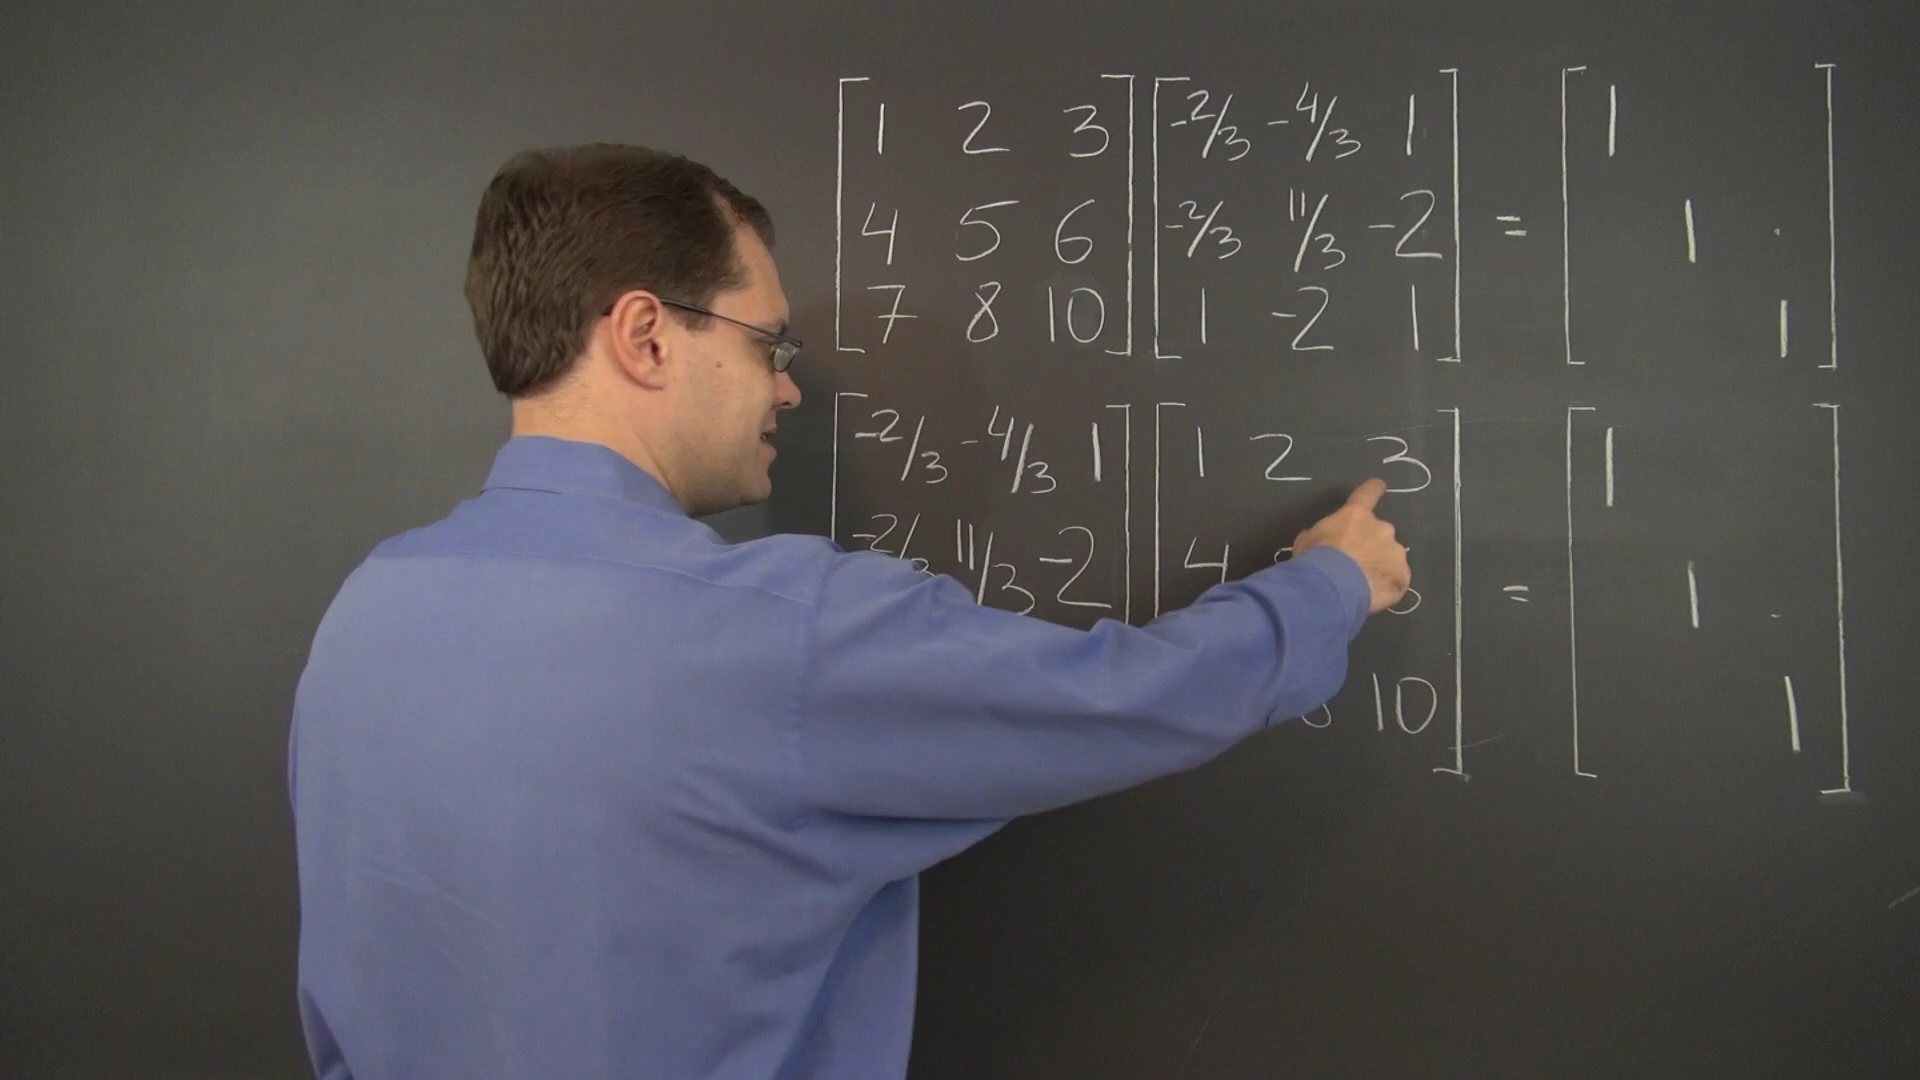 1 2 3 -2/3 -4/3 1 1
4 5 6 -2/3 11/3 -2 = 1 .
7 8 10 1 -2 1 1
-2/3 -4/3 1 1 2 3 1
-2/3 11/3 -2 4 = 1 .
10 1